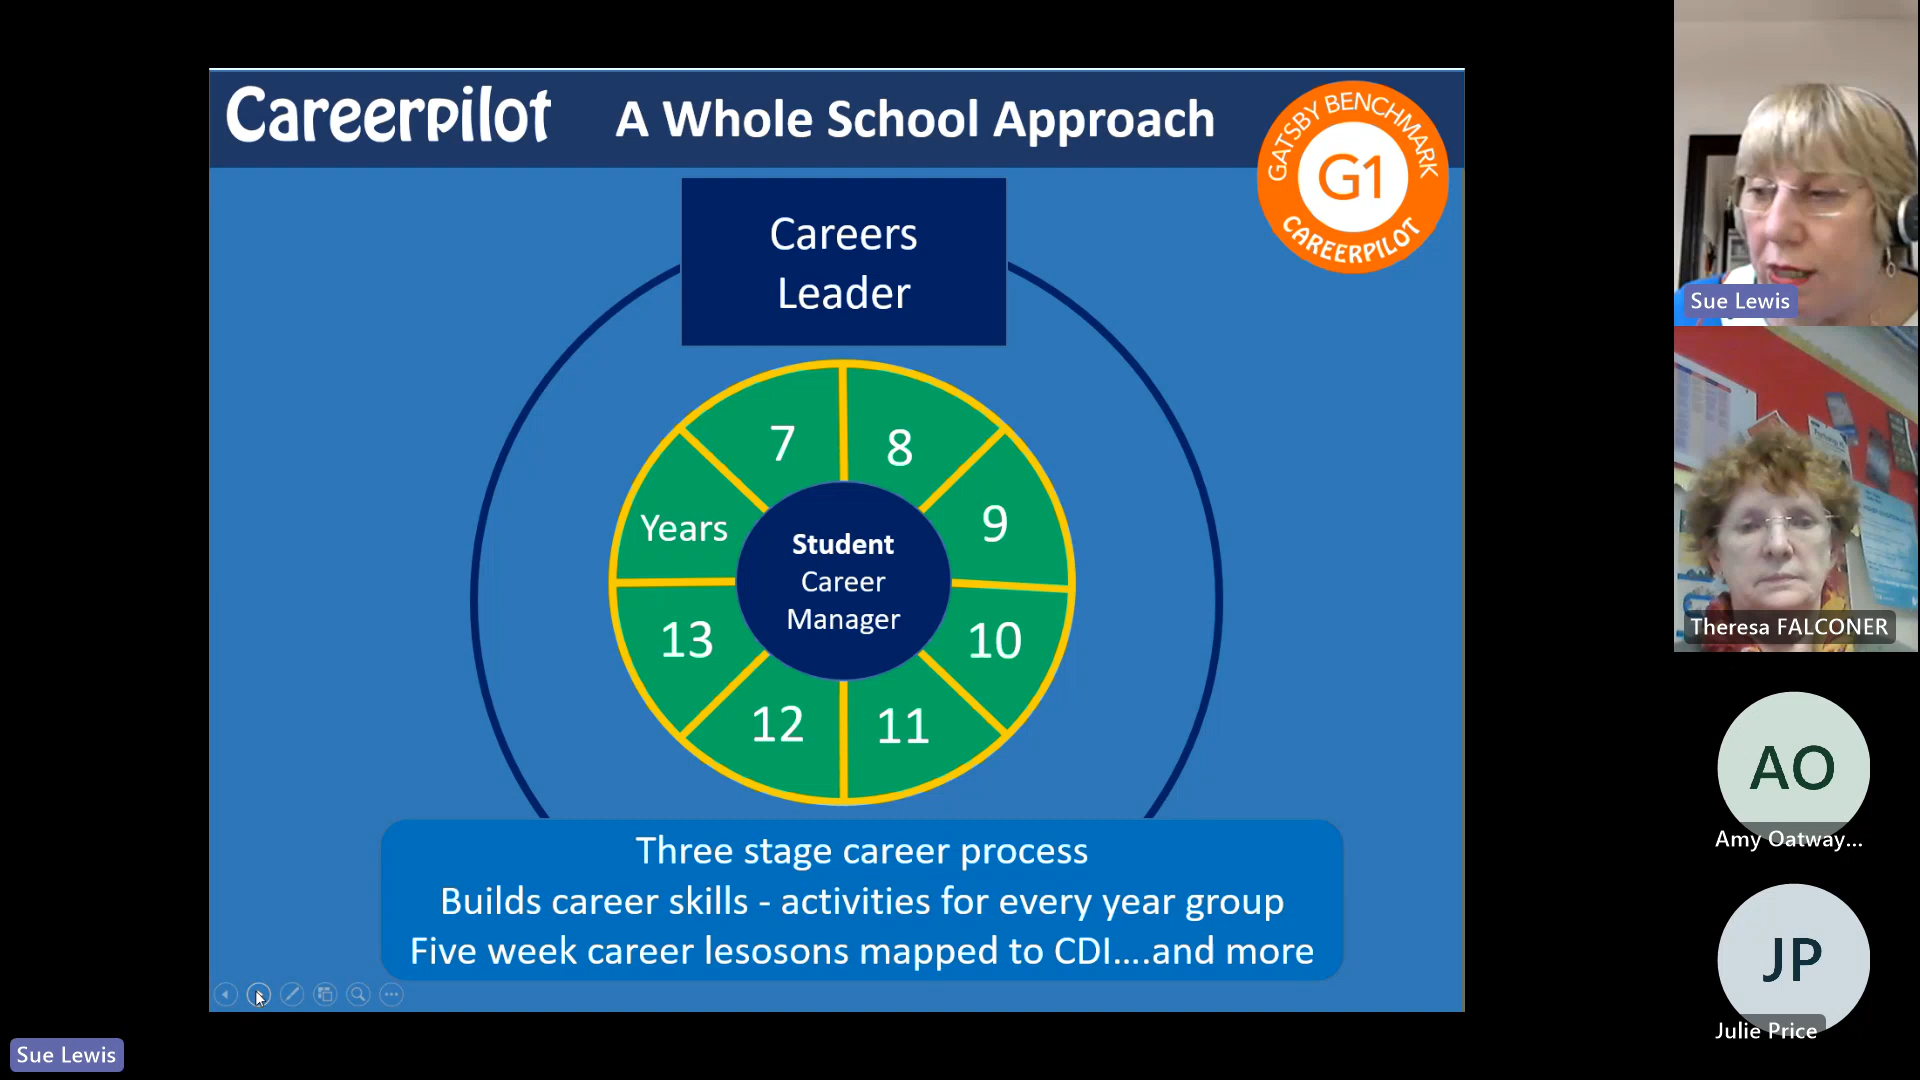 Careerpilot
A Whole School Approach
GATSBY BENCHMARK
G1
CAREERPILOT
Careers
Leader
7
8
Years
9
Student
Career
Manager
13
10
12
11
Three stage career process
Builds career skills - activities for every year group
Five week career lesosons mapped to CDI....and more
Sue Lewis
Theresa FALCONER
AO
Amy Oatway...
JP
Julie Price
Sue Lewis